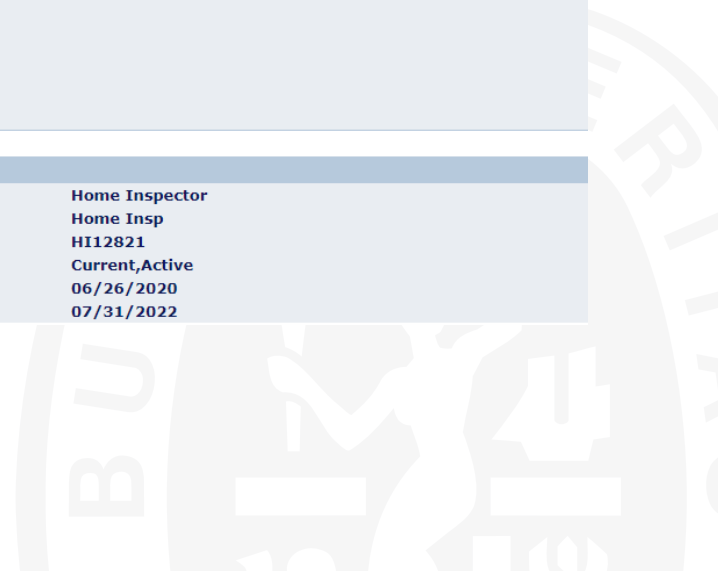 Home Inspector
Home Insp
HI12821
Current,Active
06/26/2020
07/31/2022